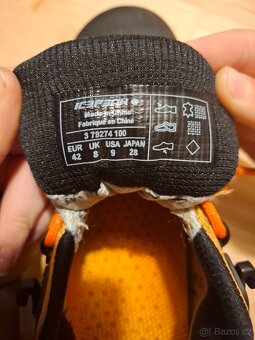 ICEPEAK
Made in China
Fabriqué en Chine
3 78274 100
EUR UK USA JAPAN
42 8 9 28
Bazos.cz